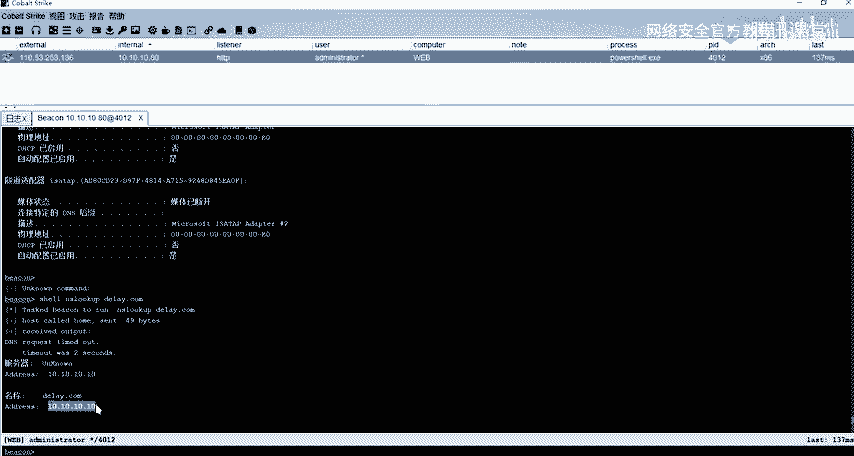 Cobalt Strike
Cobalt Strike 视图 攻击 报告 帮助
网络安全官方教
external internal listener user computer note process pid arch last
110.53.253.186 10.10.10.80 http administrator * WEB powershell.exe 4012 x86 137ms
日志X Beacon 10.10.10.80@4012 X
描述. . . . . . . . . . . . . . . : Microsoft ISATAP Adapter
物理地址. . . . . . . . . . . . . : 00-00-00-00-00-00-00-E0
DHCP 已启用 . . . . . . . . . . . : 否
自动配置已启用. . . . . . . . . . : 是
隧道适配器
媒体状态 . . . . . . . . . . . . : 媒体已断开
连接特定的 DNS 后缀 . . . . . . . :
描述. . . . . . . . . . . . . . . : Microsoft ISATAP Adapter #2
物理地址. . . . . . . . . . . . . : 00-00-00-00-00-00-00-E0
DHCP 已启用 . . . . . . . . . . . : 否
自动配置已启用. . . . . . . . . . : 是
beacon>
[-] Unknown command:
beacon> shell nslookup delay.com
[*] Tasked beacon to run: nslookup delay.com
[+] host called home, sent: 49 bytes
[+] received output:
DNS request timed out.
timeout was 2 seconds.
服务器: UnKnown
Address: 10.10.10.10
名称: delay.com
Address: 10.10.10.10
[WEB] administrator */4012 last: 137ms
beacon>